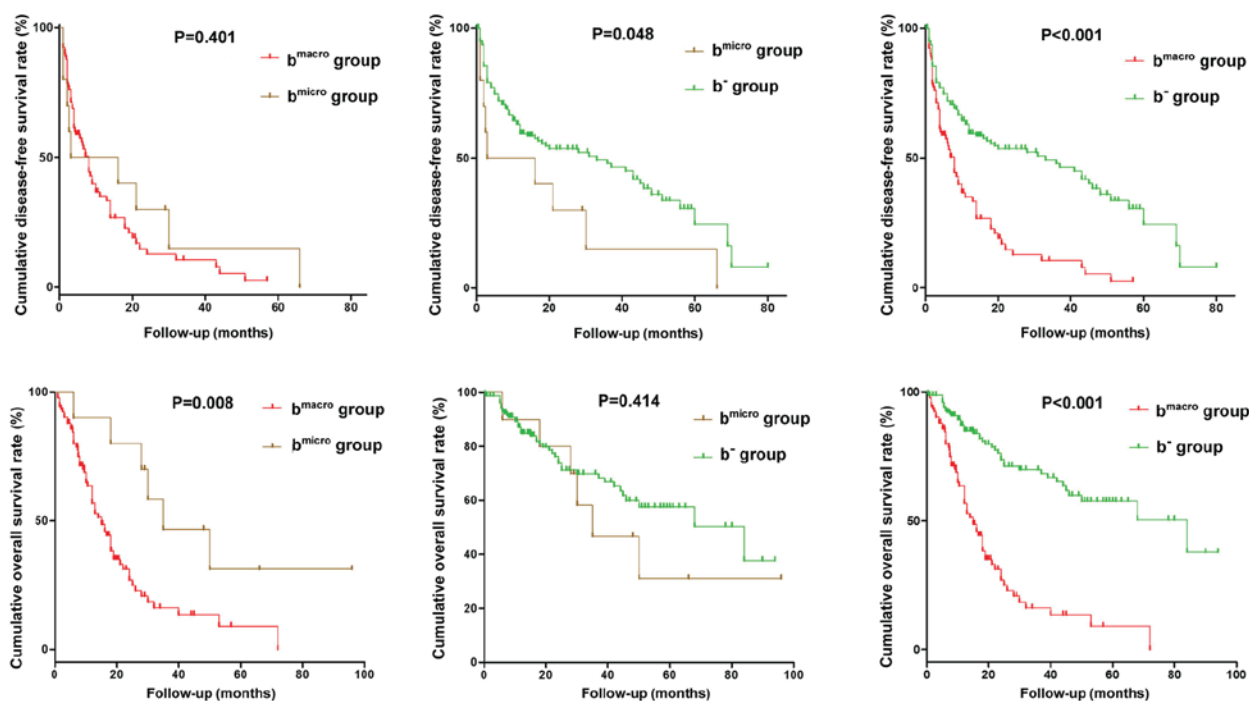 Cumulative disease-free survival rate (%)
100
50
0
P=0.401
b^macro group
b^micro group
0 20 40 60 80
Follow-up (months)
Cumulative disease-free survival rate (%)
100
50
0
P=0.048
b^micro group
b^- group
0 20 40 60 80
Follow-up (months)
Cumulative disease-free survival rate (%)
100
50
0
P<0.001
b^macro group
b^- group
0 20 40 60 80
Follow-up (months)
Cumulative overall survival rate (%)
100
50
0
P=0.008
b^macro group
b^micro group
0 20 40 60 80 100
Follow-up (months)
Cumulative overall survival rate (%)
100
80
60
40
20
0
P=0.414
b^micro group
b^- group
0 20 40 60 80 100
Follow-up (months)
Cumulative overall survival rate (%)
100
50
0
P<0.001
b^macro group
b^- group
0 20 40 60 80 100
Follow-up (months)